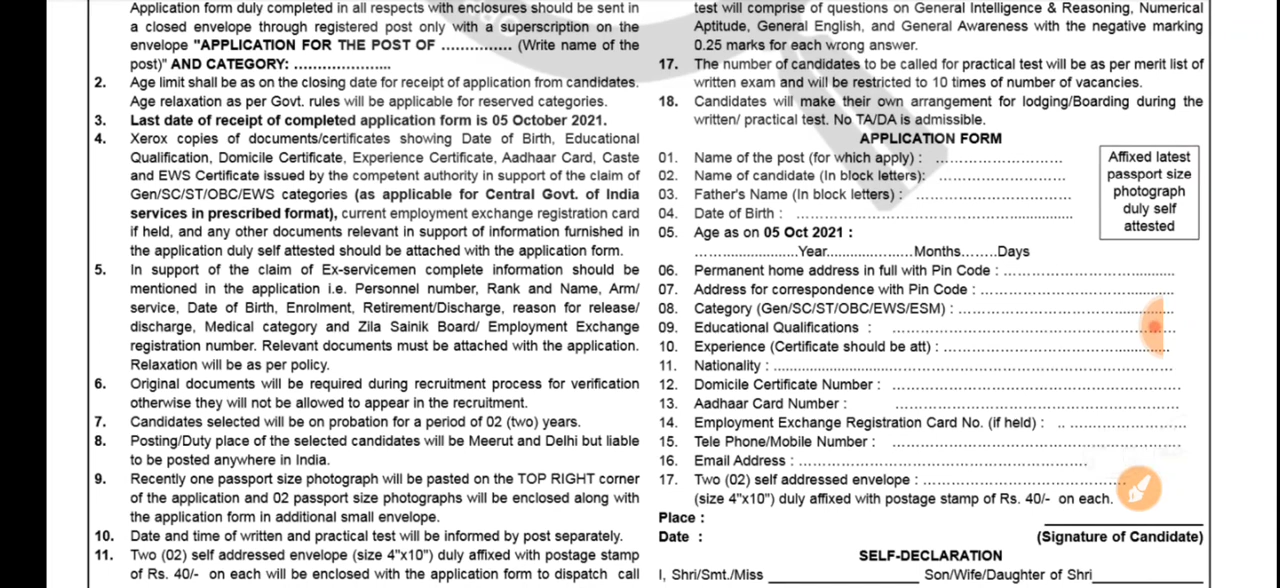 Application form duly completed in all respects with enclosures should be sent in
a closed envelope through registered post only with a superscription on the
envelope "APPLICATION FOR THE POST OF ............... (Write name of the
post)" AND CATEGORY: ....................
2. Age limit shall be as on the closing date for receipt of application from candidates.
Age relaxation as per Govt. rules will be applicable for reserved categories.
3. Last date of receipt of completed application form is 05 October 2021.
4. Xerox copies of documents/certificates showing Date of Birth, Educational
Qualification, Domicile Certificate, Experience Certificate, Aadhaar Card, Caste
and EWS Certificate issued by the competent authority in support of the claim of
Gen/SC/ST/OBC/EWS categories (as applicable for Central Govt. of India
services in prescribed format), current employment exchange registration card
if held, and any other documents relevant in support of information furnished in
the application duly self attested should be attached with the application form.
5. In support of the claim of Ex-servicemen complete information should be
mentioned in the application i.e. Personnel number, Rank and Name, Arm/
service, Date of Birth, Enrolment, Retirement/Discharge, reason for release/
discharge, Medical category and Zila Sainik Board/ Employment Exchange
registration number. Relevant documents must be attached with the application.
Relaxation will be as per policy.
6. Original documents will be required during recruitment process for verification
otherwise they will not be allowed to appear in the recruitment.
7. Candidates selected will be on probation for a period of 02 (two) years.
8. Posting/Duty place of the selected candidates will be Meerut and Delhi but liable
to be posted anywhere in India.
9. Recently one passport size photograph will be pasted on the TOP RIGHT corner
of the application and 02 passport size photographs will be enclosed along with
the application form in additional small envelope.
10. Date and time of written and practical test will be informed by post separately.
11. Two (02) self addressed envelope (size 4"x10") duly affixed with postage stamp
of Rs. 40/- on each will be enclosed with the application form to dispatch call
test will comprise of questions on General Intelligence & Reasoning, Numerical
Aptitude, General English, and General Awareness with the negative marking
0.25 marks for each wrong answer.
17. The number of candidates to be called for practical test will be as per merit list of
written exam and will be restricted to 10 times of number of vacancies.
18. Candidates will make their own arrangement for lodging/Boarding during the
written/ practical test. No TA/DA is admissible.
APPLICATION FORM
01. Name of the post (for which apply) : ..........................
02. Name of candidate (In block letters): ..........................
03. Father's Name (In block letters) : ...............................
04. Date of Birth : .......................................................
05. Age as on 05 Oct 2021 :
..........................Year......................Months........Days
Affixed latest
passport size
photograph
duly self
attested
06. Permanent home address in full with Pin Code : ...................................
07. Address for correspondence with Pin Code : ........................................
08. Category (Gen/SC/ST/OBC/EWS/ESM) : ...........................................
09. Educational Qualifications : ..........................................................
10. Experience (Certificate should be att) : ..............................................
11. Nationality : ....................................................................................
12. Domicile Certificate Number : ..........................................................
13. Aadhaar Card Number : ..........................................................
14. Employment Exchange Registration Card No. (if held) : .. ........................
15. Tele Phone/Mobile Number : ..........................................................
16. Email Address : ..........................................................
17. Two (02) self addressed envelope : ..........................................
(size 4"x10") duly affixed with postage stamp of Rs. 40/- on each.
Place :
Date : (Signature of Candidate)
SELF-DECLARATION
I, Shri/Smt./Miss ____________________ Son/Wife/Daughter of Shri______________